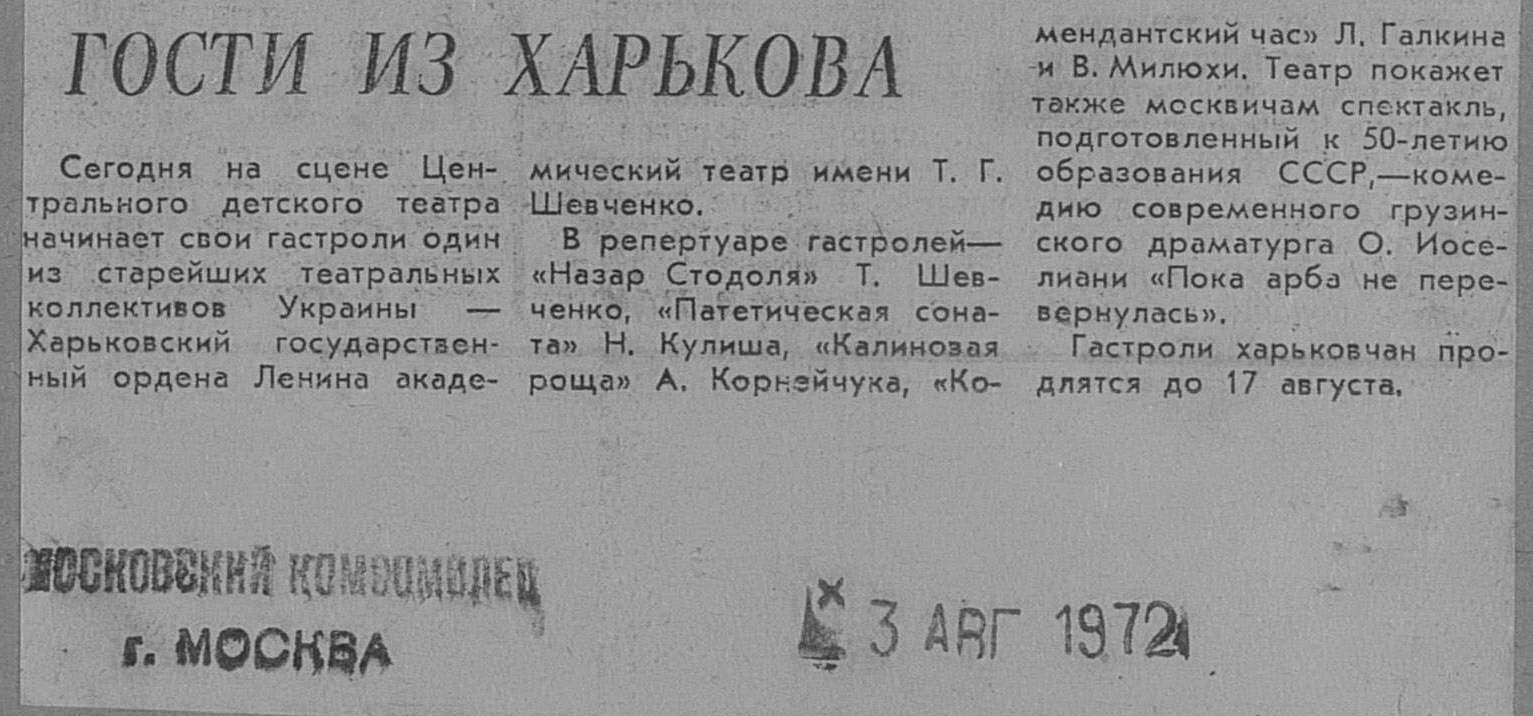 ГОСТИ ИЗ ХАРЬКОВА
Сегодня на сцене Цен-
трального детского театра
начинает свои гастроли один
из старейших театральных
коллективов Украины —
Харьковский государствен-
ный ордена Ленина акаде-
мический театр имени Т. Г.
Шевченко.
В репертуаре гастролей—
«Назар Стодоля» Т. Шев-
ченко, «Патетическая сона-
та» Н. Кулиша, «Калиновая
роща» А. Корнейчука, «Ко-
мендантский час» Л. Галкина
и В. Милюхи. Театр покажет
также москвичам спектакль,
подготовленный к 50-летию
образования СССР,—коме-
дию современного грузин-
ского драматурга О. Иосе-
лиани «Пока арба не пере-
вернулась».
Гастроли харьковчан про-
длятся до 17 августа.
МОСКОВСКИЙ КОМСОМОЛЕЦ
г. МОСКВА
3 АВГ 1972